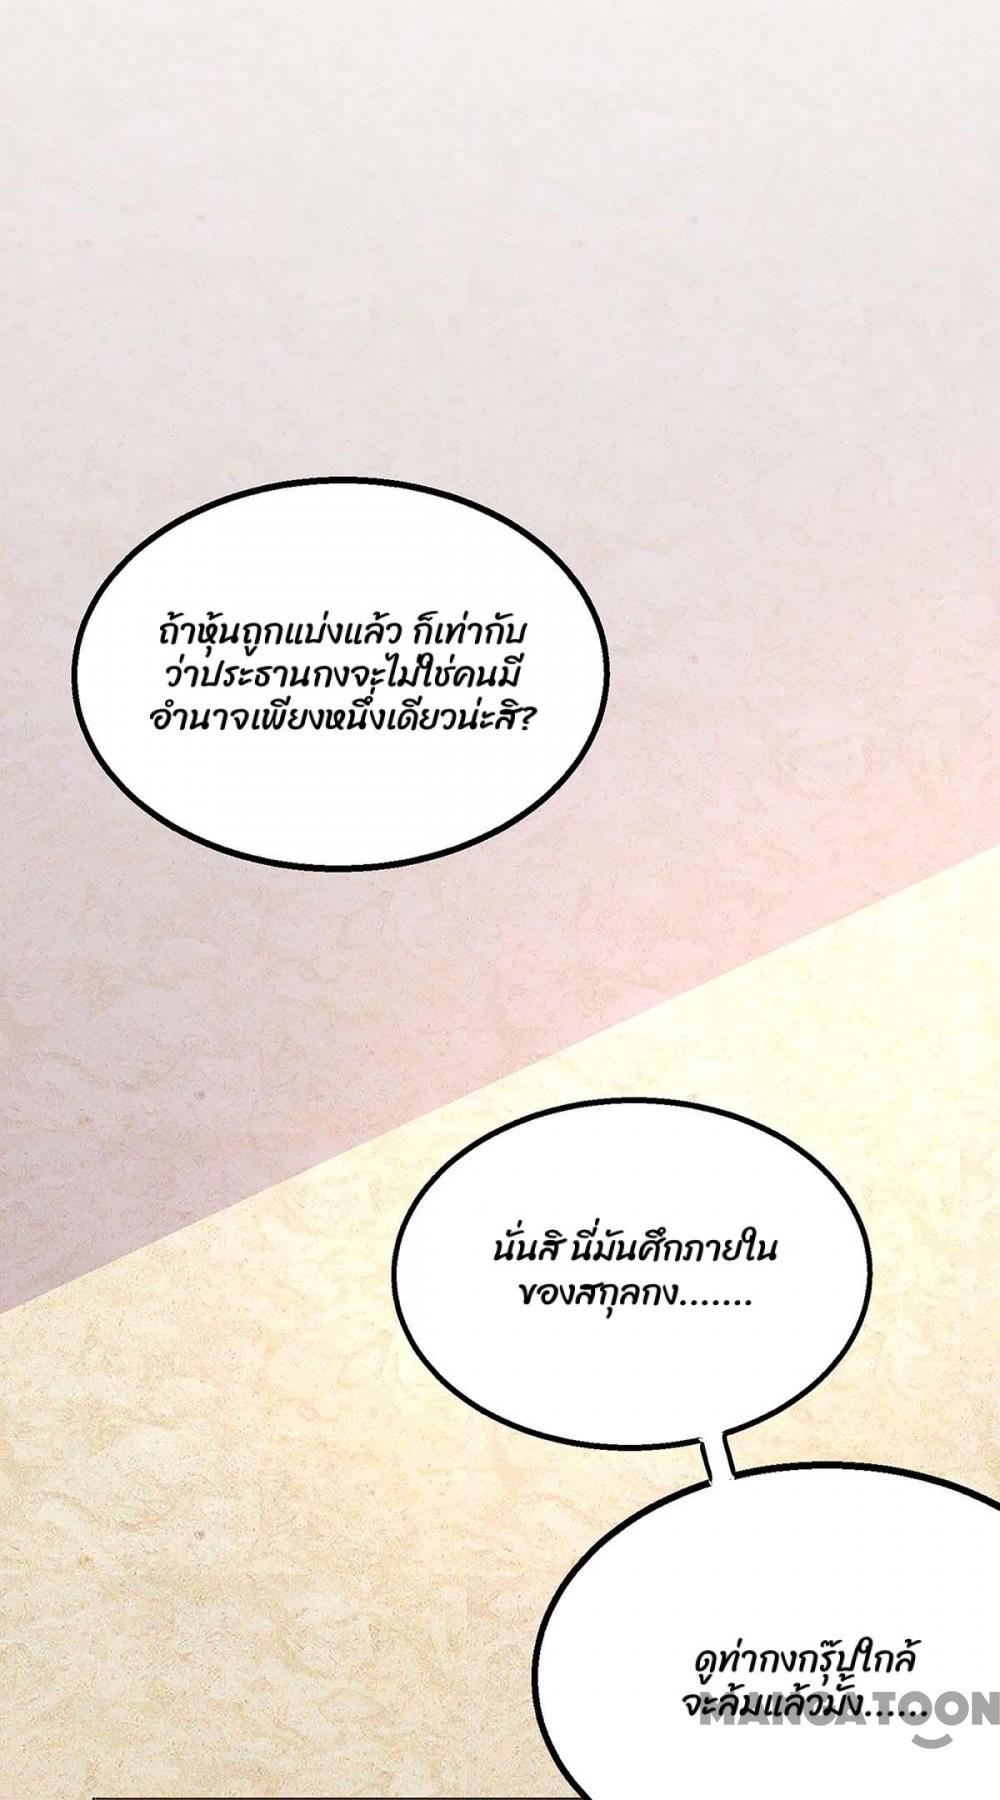 ถ้าหุ้นถูกแบ่งแล้ว ก็เท่ากับ
ว่าประธานกงจะไม่ใช่คนมี
อำนาจเพียงหนึ่งเดียวน่ะสิ?
นั่นสิ นี่มันศึกภายใน
ของสกุลกง.......
ดูท่ากงกรุ๊ปใกล้
จะล้มแล้วมั้ง......
MANGATOON